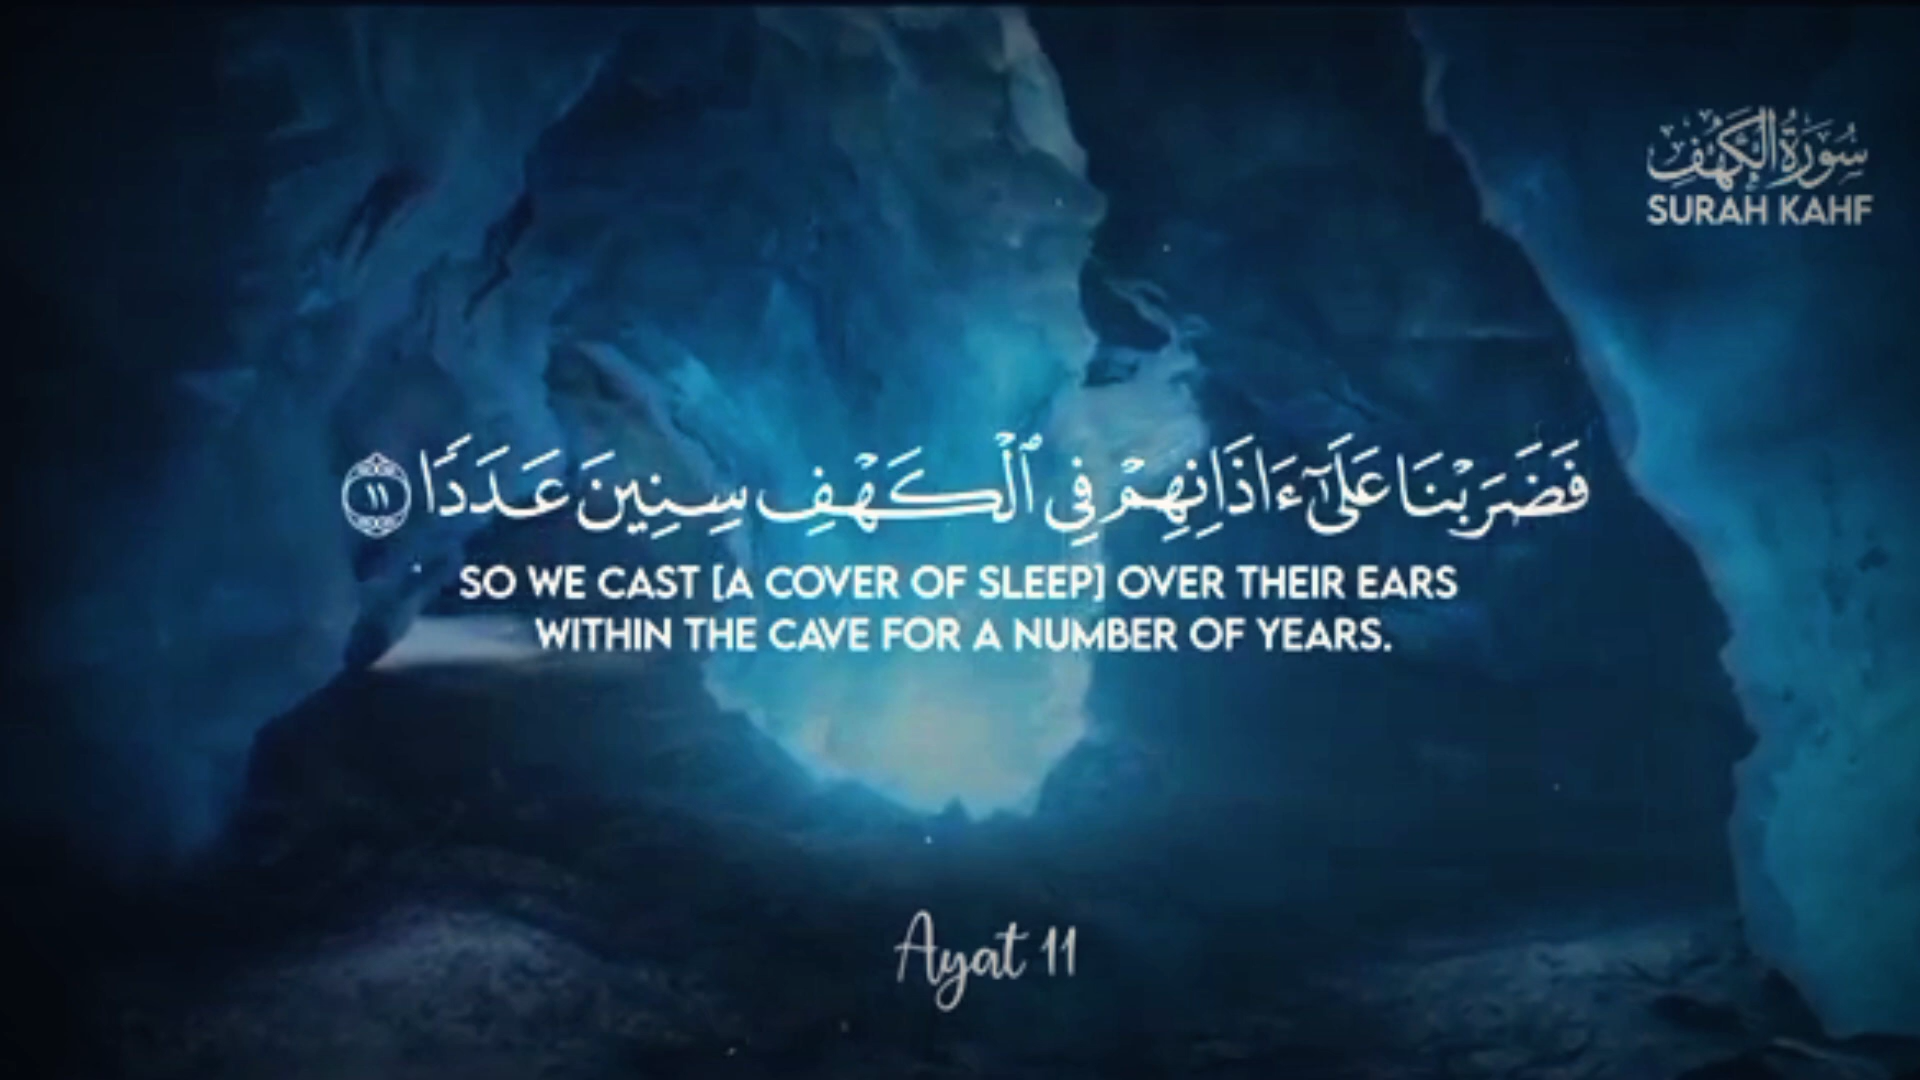 سُورَةُ الكَهْفِ
SURAH KAHF
فَضَرَبْنَا عَلَىٰٓ ءَاذَانِهِمْ فِى ٱلْكَهْفِ سِنِينَ عَدَدًا ١١
SO WE CAST [A COVER OF SLEEP] OVER THEIR EARS
WITHIN THE CAVE FOR A NUMBER OF YEARS.
Ayat 11